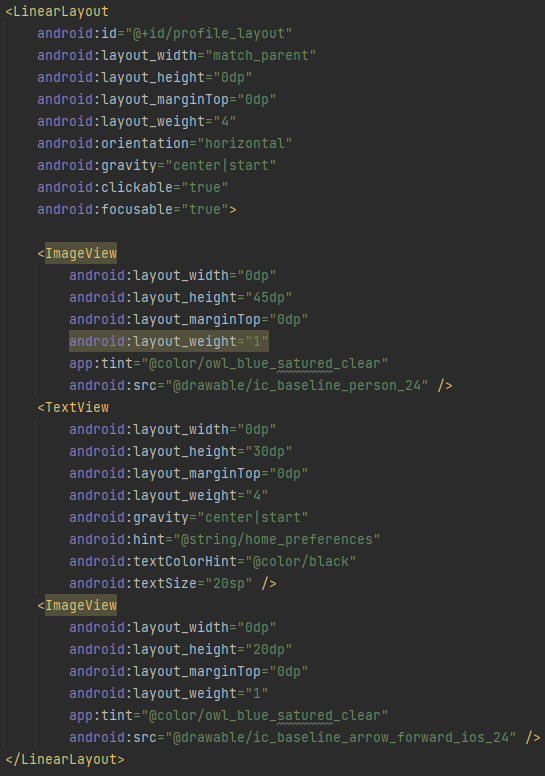 <LinearLayout
android:id="@+id/profile_layout"
android:layout_width="match_parent"
android:layout_height="0dp"
android:layout_marginTop="0dp"
android:layout_weight="4"
android:orientation="horizontal"
android:gravity="center|start"
android:clickable="true"
android:focusable="true">
<ImageView
android:layout_width="0dp"
android:layout_height="45dp"
android:layout_marginTop="0dp"
android:layout_weight="1"
app:tint="@color/owl_blue_satured_clear"
android:src="@drawable/ic_baseline_person_24" />
<TextView
android:layout_width="0dp"
android:layout_height="30dp"
android:layout_marginTop="0dp"
android:layout_weight="4"
android:gravity="center|start"
android:hint="@string/home_preferences"
android:textColorHint="@color/black"
android:textSize="20sp" />
<ImageView
android:layout_width="0dp"
android:layout_height="20dp"
android:layout_marginTop="0dp"
android:layout_weight="1"
app:tint="@color/owl_blue_satured_clear"
android:src="@drawable/ic_baseline_arrow_forward_ios_24" />
</LinearLayout>